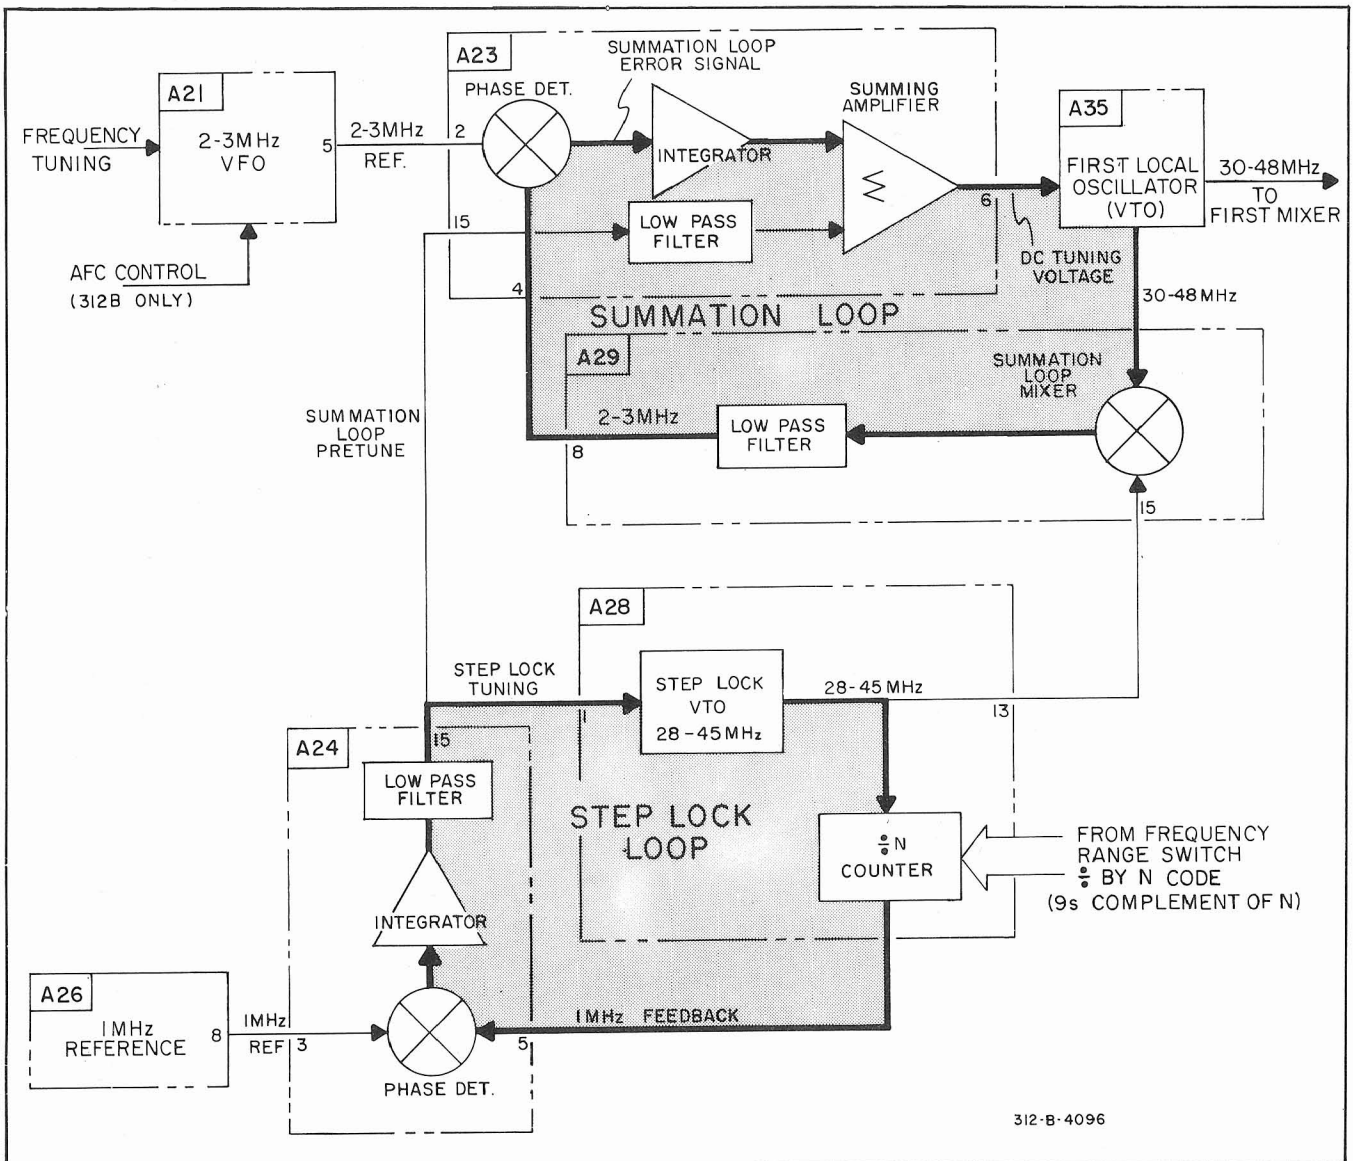 A23
SUMMATION LOOP
ERROR SIGNAL
PHASE DET.
SUMMING
AMPLIFIER
A21
2-3MHz
VFO
5
FREQUENCY
TUNING
2-3MHz
REF.
2
INTEGRATOR
A35
FIRST LOCAL
OSCILLATOR
(VTO)
30-48MHz
TO
FIRST MIXER
15
LOW PASS
FILTER
6
DC TUNING
VOLTAGE
AFC CONTROL
(312B ONLY)
4
SUMMATION LOOP
30-48MHz
A29
SUMMATION
LOOP
MIXER
2-3MHz
LOW PASS
FILTER
8
15
SUMMATION
LOOP
PRETUNE
A28
STEP LOCK
TUNING
1
STEP LOCK
VTO
28-45MHz
28-45MHz
13
A24
15
LOW PASS
FILTER
STEP LOCK
LOOP
÷N
COUNTER
FROM FREQUENCY
RANGE SWITCH
÷ BY N CODE
(9s COMPLEMENT OF N)
INTEGRATOR
A26
1MHz
REFERENCE
8
1MHz
REF
3
5
1MHz FEEDBACK
PHASE DET.
312-B-4096